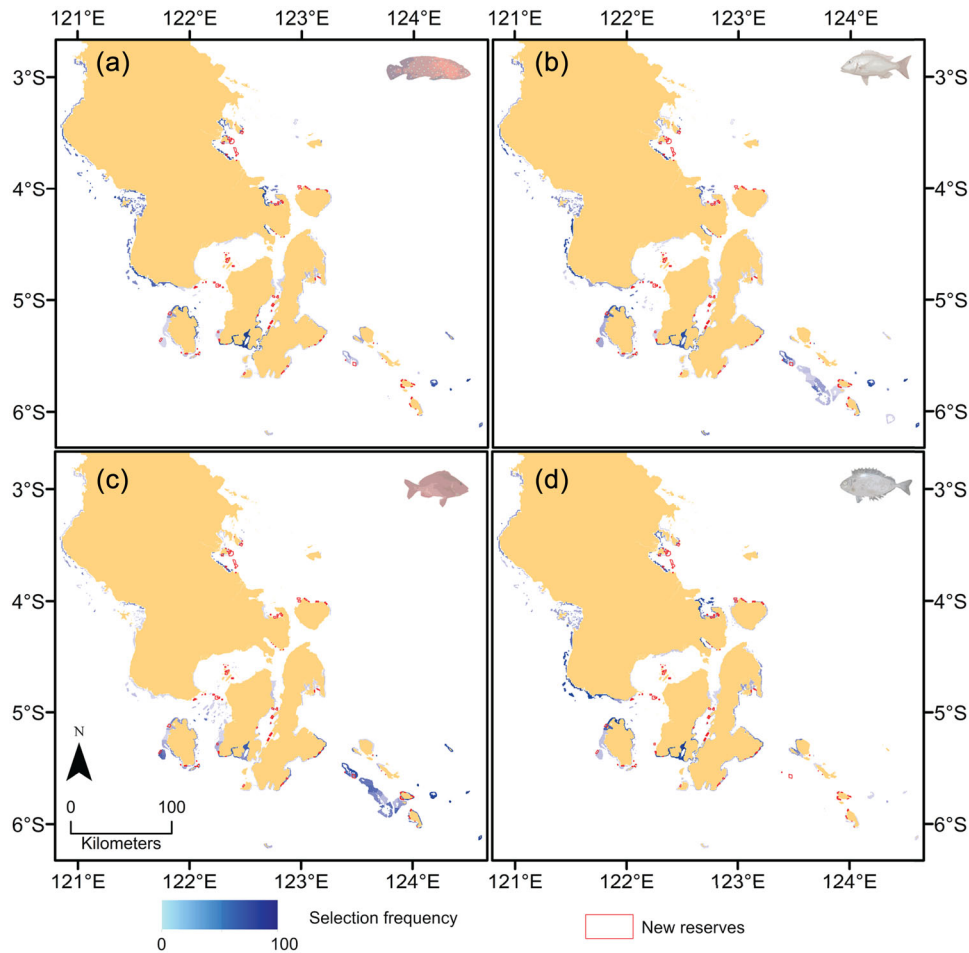 121°E 122°E 123°E 124°E 121°E 122°E 123°E 124°E
(a) (b)
3°S 3°S
4°S 4°S
5°S 5°S
6°S 6°S
(c) (d)
3°S 3°S
4°S 4°S
5°S 5°S
N
0 100
Kilometers
6°S 6°S
121°E 122°E 123°E 124°E 121°E 122°E 123°E 124°E
Selection frequency New reserves
0 100